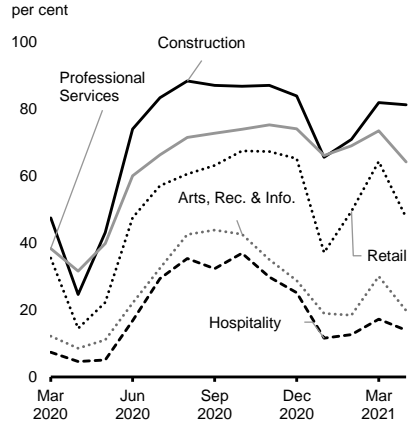 per cent
100
Construction
Professional
Services
80
60
Arts, Rec. & Info.
40
Retail
20
Hospitality
0
Mar Jun Sep Dec Mar
2020 2020 2020 2020 2021